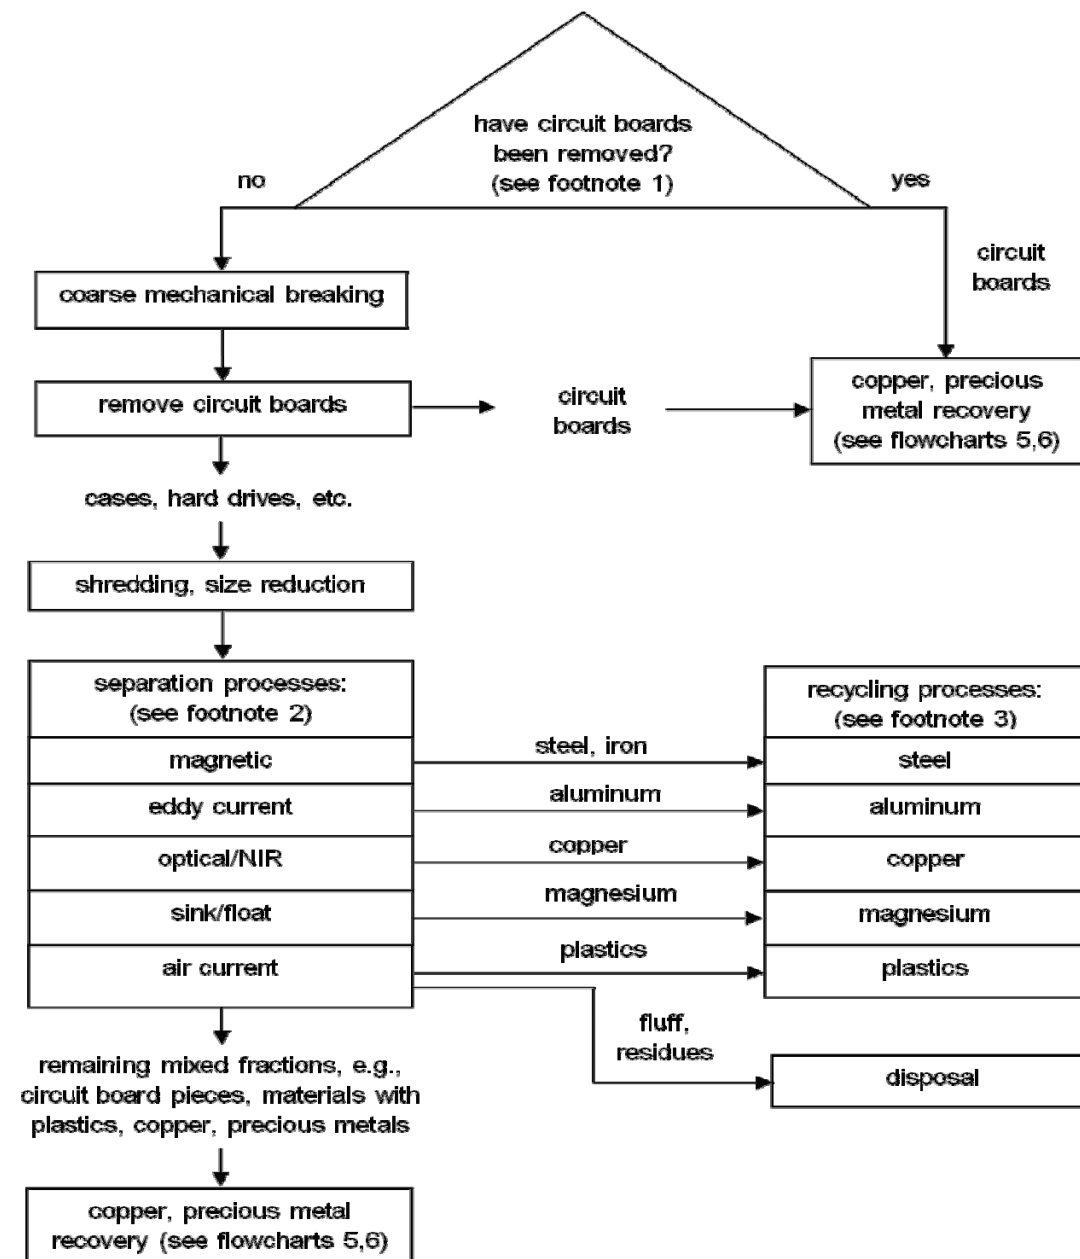 have circuit boards
been removed?
(see footnote 1)
no
yes
circuit
boards
coarse mechanical breaking
remove circuit boards
circuit
boards
copper, precious
metal recovery
(see flowcharts 5,6)
cases, hard drives, etc.
shredding, size reduction
separation processes:
(see footnote 2)
recycling processes:
(see footnote 3)
magnetic
steel, iron
steel
eddy current
aluminum
aluminum
optical/NIR
copper
copper
sink/float
magnesium
magnesium
air current
plastics
plastics
fluff,
residues
disposal
remaining mixed fractions, e.g.,
circuit board pieces, materials with
plastics, copper, precious metals
copper, precious metal
recovery (see flowcharts 5,6)